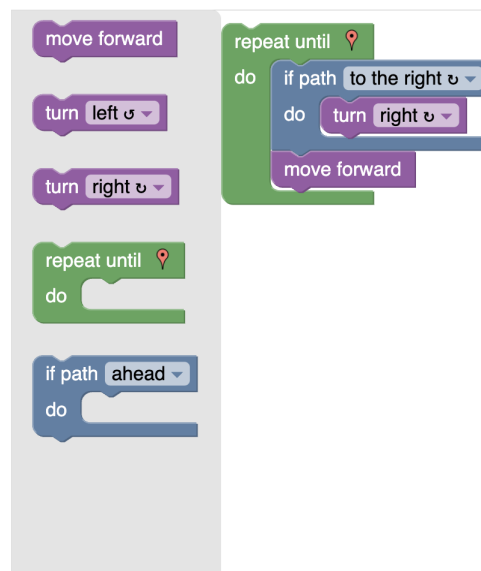 move forward
turn left ↺
turn right ↻
repeat until
do
if path ahead
do
repeat until
do if path to the right ↻
do turn right ↻
move forward